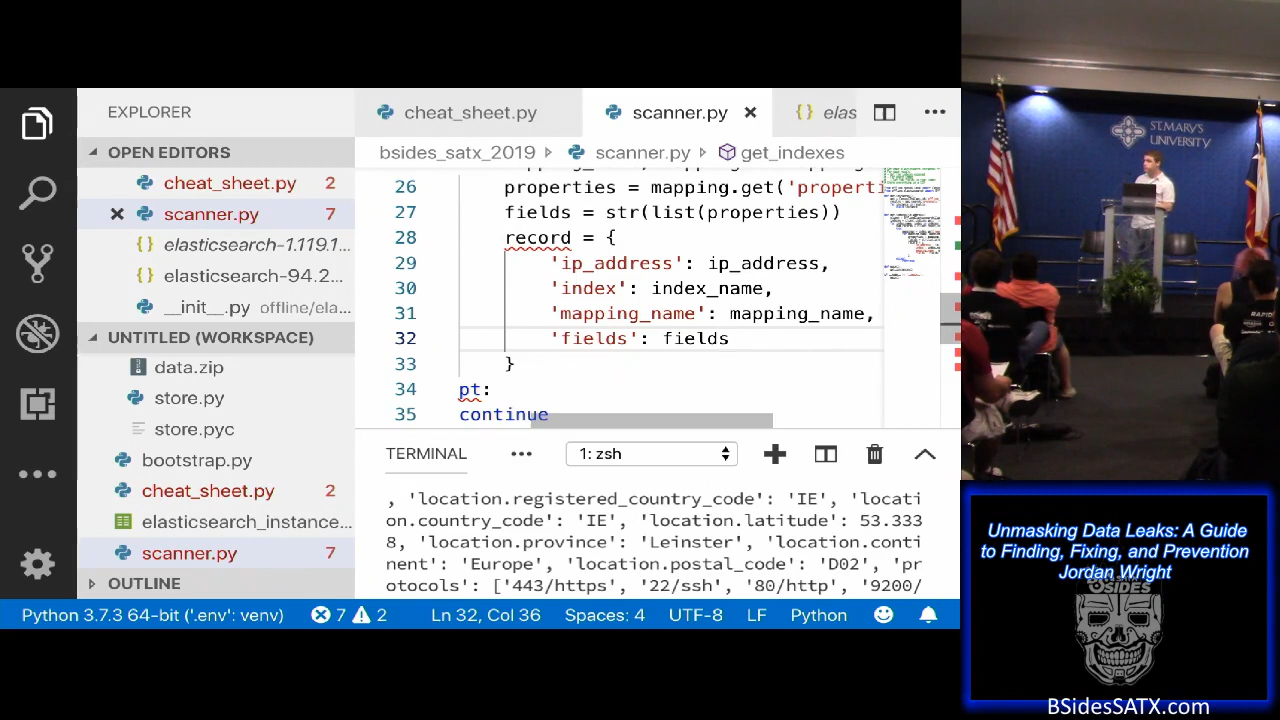 EXPLORER
OPEN EDITORS
cheat_sheet.py 2
scanner.py 7
elasticsearch-1.119.1...
elasticsearch-94.2...
__init__.py offline/ela...
UNTITLED (WORKSPACE)
data.zip
store.py
store.pyc
bootstrap.py
cheat_sheet.py 2
elasticsearch_instance...
scanner.py 7
OUTLINE
cheat_sheet.py
scanner.py
{} elas
bsides_satx_2019 > scanner.py > get_indexes
26 properties = mapping.get('properti
27 fields = str(list(properties))
28 record = {
29 'ip_address': ip_address,
30 'index': index_name,
31 'mapping_name': mapping_name,
32 'fields': fields
33 }
34 pt:
35 continue
TERMINAL ... 1: zsh
, 'location.registered_country_code': 'IE', 'locati
on.country_code': 'IE', 'location.latitude': 53.333
8, 'location.province': 'Leinster', 'location.conti
nent': 'Europe', 'location.postal_code': 'D02', 'pr
otocols': ['443/https', '22/ssh', '80/http', '9200/
Python 3.7.3 64-bit ('.env': venv) 7 2 Ln 32, Col 36 Spaces: 4 UTF-8 LF Python
ST. MARY'S
UNIVERSITY
Unmasking Data Leaks: A Guide
to Finding, Fixing, and Prevention
Jordan Wright
BSIDES
BSidesSATX.com